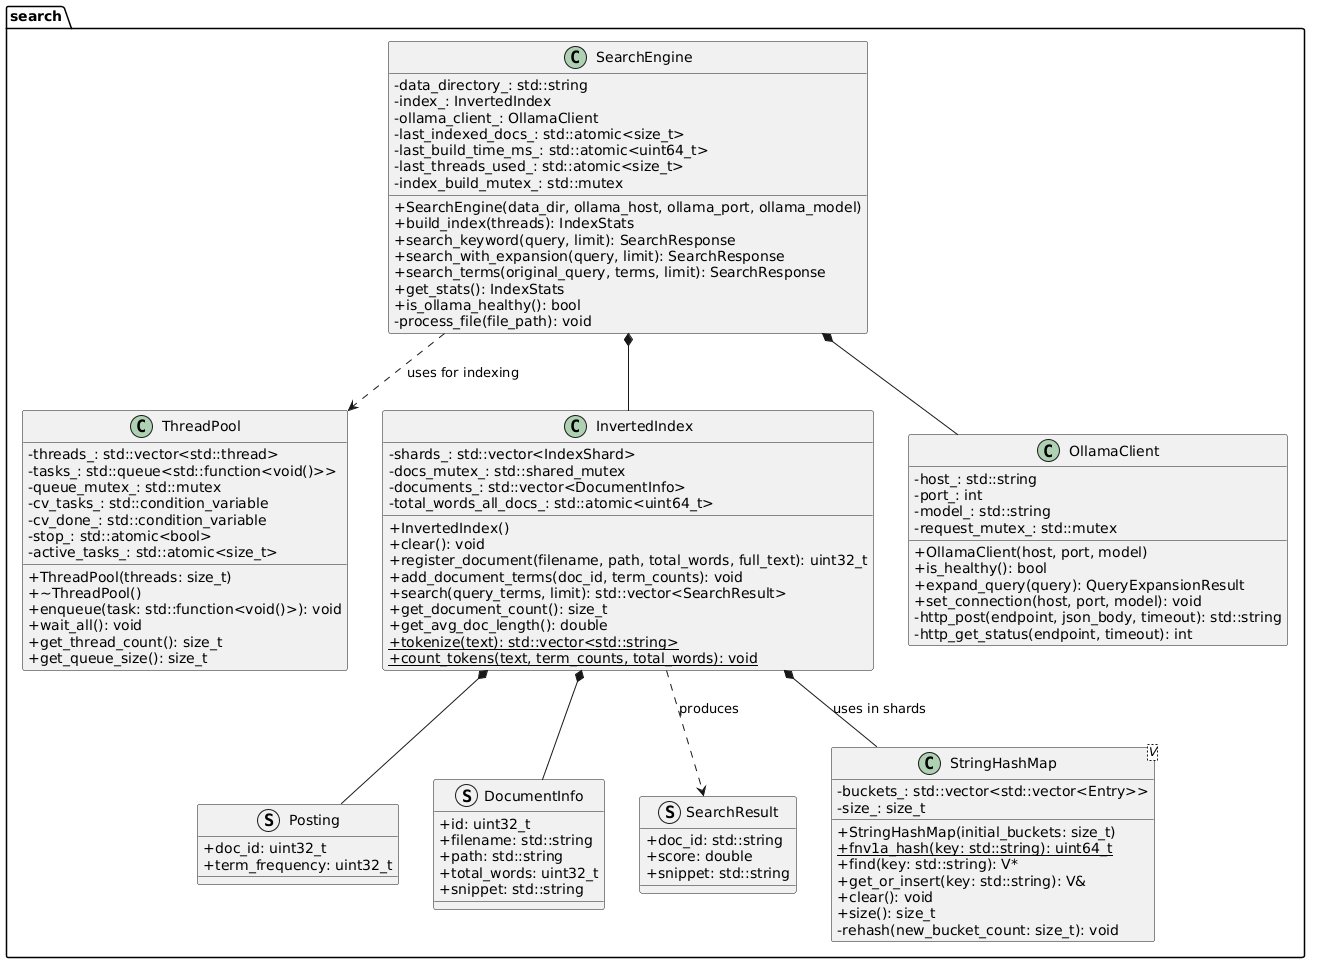 search
C SearchEngine
-data_directory_: std::string
-index_: InvertedIndex
-ollama_client_: OllamaClient
-last_indexed_docs_: std::atomic<size_t>
-last_build_time_ms_: std::atomic<uint64_t>
-last_threads_used_: std::atomic<size_t>
-index_build_mutex_: std::mutex
+SearchEngine(data_dir, ollama_host, ollama_port, ollama_model)
+build_index(threads): IndexStats
+search_keyword(query, limit): SearchResponse
+search_with_expansion(query, limit): SearchResponse
+search_terms(original_query, terms, limit): SearchResponse
+get_stats(): IndexStats
+is_ollama_healthy(): bool
-process_file(file_path): void
uses for indexing
C ThreadPool
-threads_: std::vector<std::thread>
-tasks_: std::queue<std::function<void()>>
-queue_mutex_: std::mutex
-cv_tasks_: std::condition_variable
-cv_done_: std::condition_variable
-stop_: std::atomic<bool>
-active_tasks_: std::atomic<size_t>
+ThreadPool(threads: size_t)
+~ThreadPool()
+enqueue(task: std::function<void()>): void
+wait_all(): void
+get_thread_count(): size_t
+get_queue_size(): size_t
C InvertedIndex
-shards_: std::vector<IndexShard>
-docs_mutex_: std::shared_mutex
-documents_: std::vector<DocumentInfo>
-total_words_all_docs_: std::atomic<uint64_t>
+InvertedIndex()
+clear(): void
+register_document(filename, path, total_words, full_text): uint32_t
+add_document_terms(doc_id, term_counts): void
+search(query_terms, limit): std::vector<SearchResult>
+get_document_count(): size_t
+get_avg_doc_length(): double
+tokenize(text): std::vector<std::string>
+count_tokens(text, term_counts, total_words): void
C OllamaClient
-host_: std::string
-port_: int
-model_: std::string
-request_mutex_: std::mutex
+OllamaClient(host, port, model)
+is_healthy(): bool
+expand_query(query): QueryExpansionResult
+set_connection(host, port, model): void
-http_post(endpoint, json_body, timeout): std::string
-http_get_status(endpoint, timeout): int
produces
uses in shards
S Posting
+doc_id: uint32_t
+term_frequency: uint32_t
S DocumentInfo
+id: uint32_t
+filename: std::string
+path: std::string
+total_words: uint32_t
+snippet: std::string
S SearchResult
+doc_id: std::string
+score: double
+snippet: std::string
C StringHashMap
V
-buckets_: std::vector<std::vector<Entry>>
-size_: size_t
+StringHashMap(initial_buckets: size_t)
+fnv1a_hash(key: std::string): uint64_t
+find(key: std::string): V*
+get_or_insert(key: std::string): V&
+clear(): void
+size(): size_t
-rehash(new_bucket_count: size_t): void